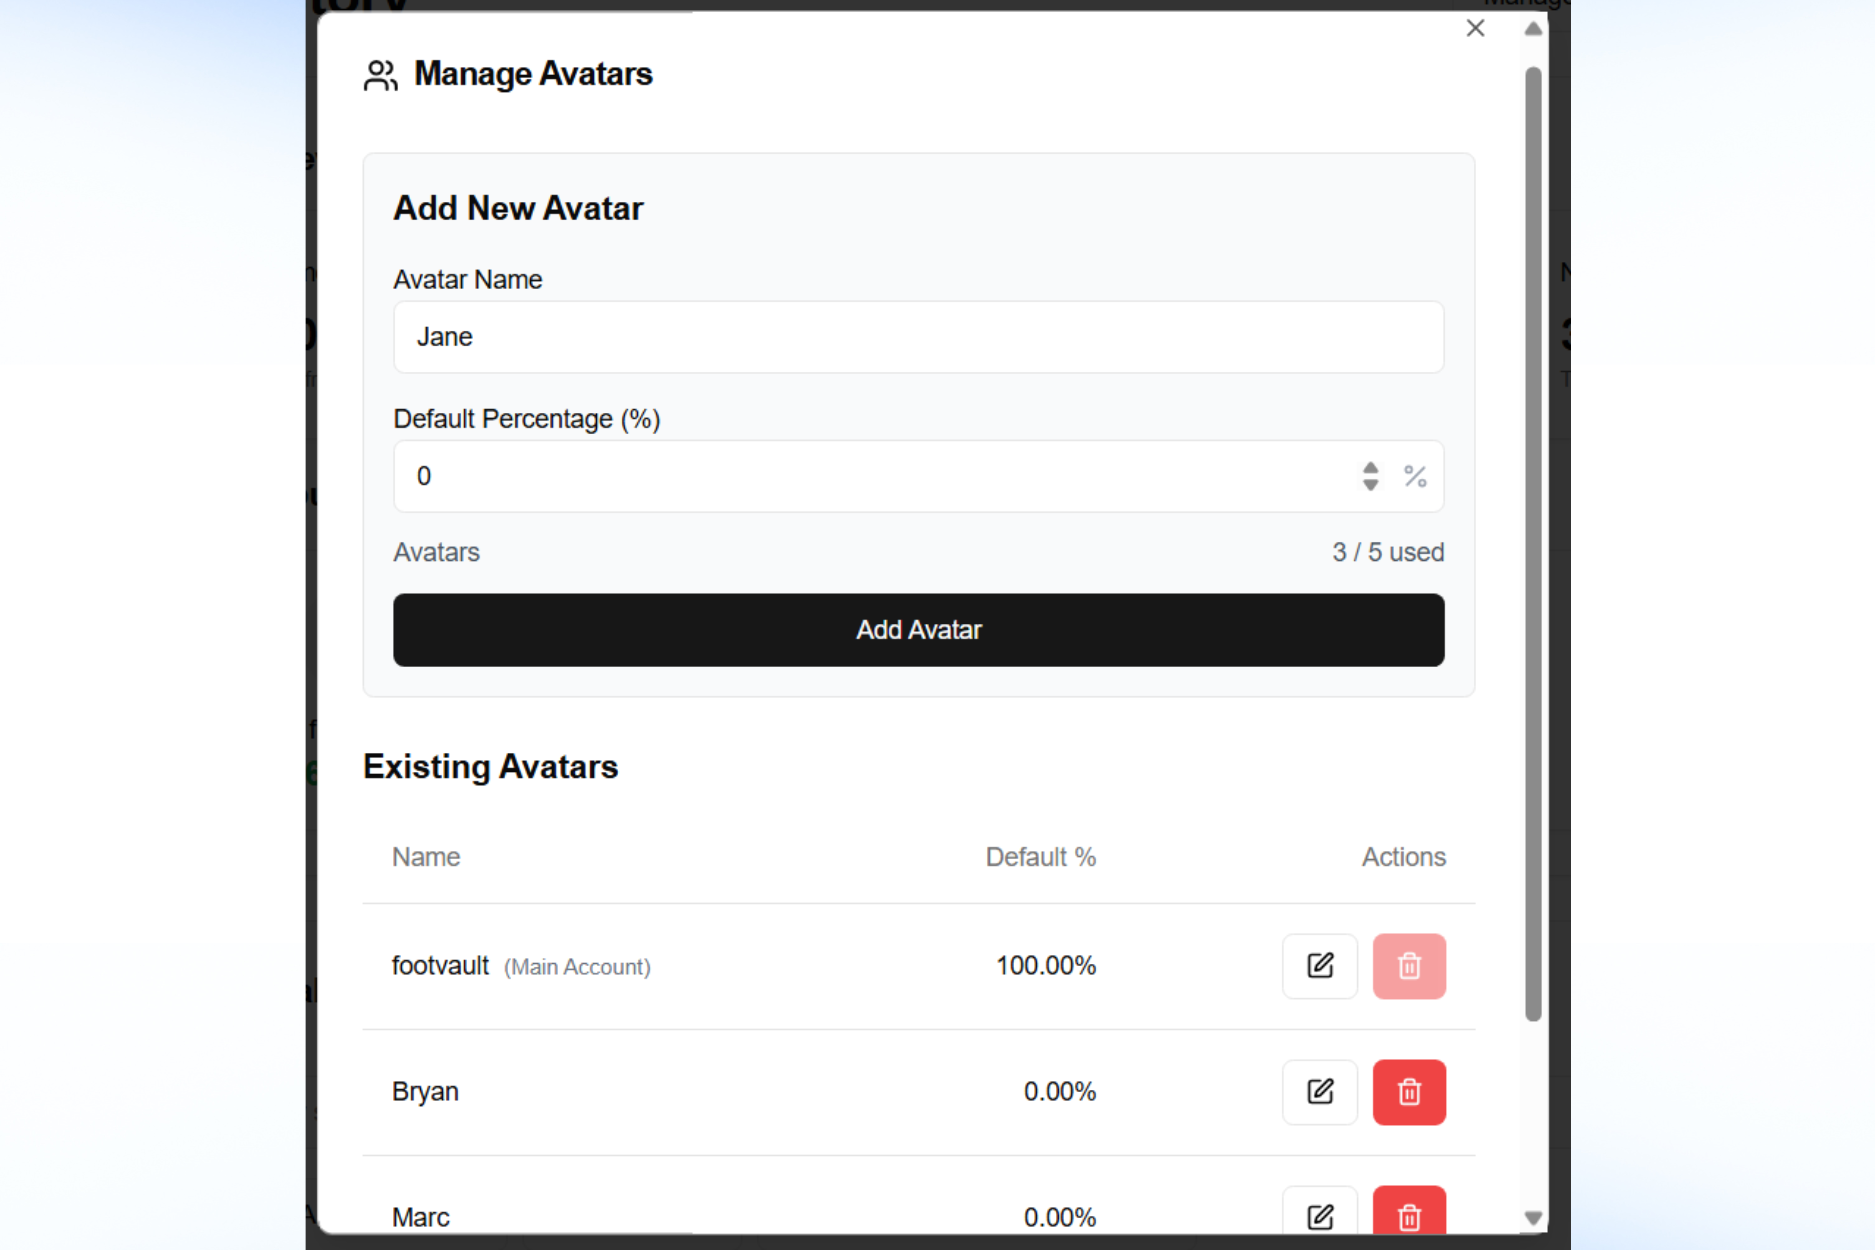 Manage Avatars
Add New Avatar
Avatar Name
Jane
Default Percentage (%)
0 %
Avatars 3 / 5 used
Add Avatar
Existing Avatars
Name Default % Actions
footvault (Main Account) 100.00%
Bryan 0.00%
Marc 0.00%